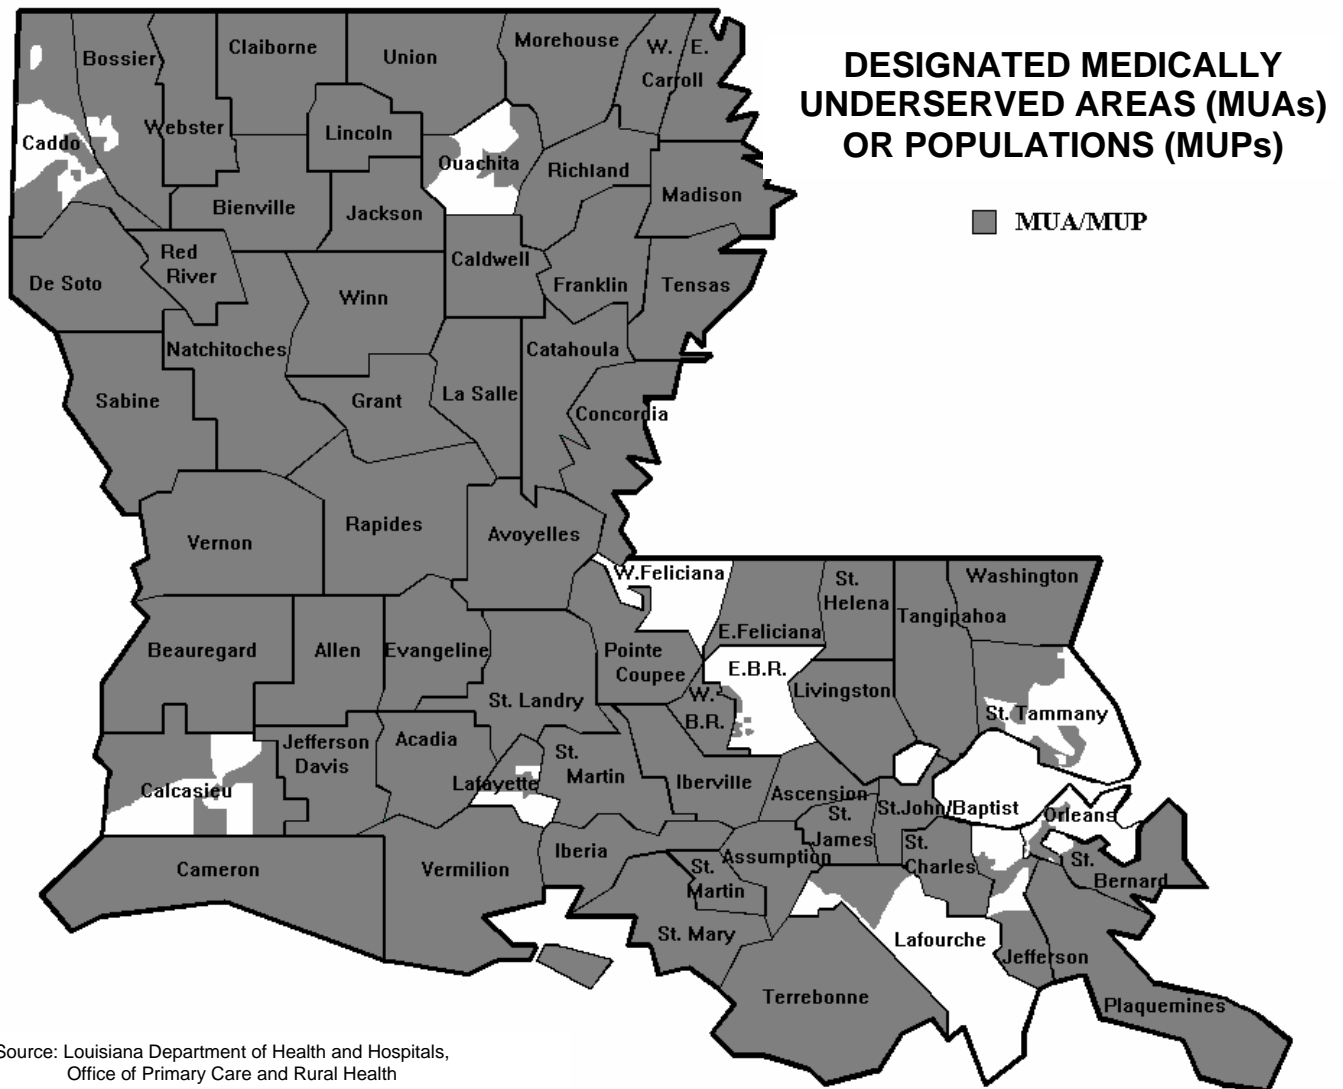 DESIGNATED MEDICALLY
UNDERSERVED AREAS (MUAs)
OR POPULATIONS (MUPs)
MUA/MUP
Bossier
Claiborne
Union
Morehouse
W.
E.
Carroll
Caddo
Webster
Lincoln
Ouachita
Richland
Madison
Bienville
Jackson
Red
River
De Soto
Caldwell
Franklin
Tensas
Winn
Natchitoches
Catahoula
Sabine
Grant
La Salle
Concordia
Vernon
Rapides
Avoyelles
W.Feliciana
St.
Helena
Washington
Tangipahoa
E.Feliciana
Beauregard
Allen
Evangeline
Pointe
Coupee
E.B.R.
W.
B.R.
Livingston
St. Landry
St. Tammany
Jefferson
Davis
Acadia
St.
Martin
Lafayette
Calcasieu
Iberville
Ascension
St.John/Baptist
Orleans
St.
James
St.
Charles
St.
Bernard
Cameron
Vermilion
Iberia
Assumption
St.
Martin
St. Mary
Lafourche
Jefferson
Terrebonne
Plaquemines
Source: Louisiana Department of Health and Hospitals,
Office of Primary Care and Rural Health